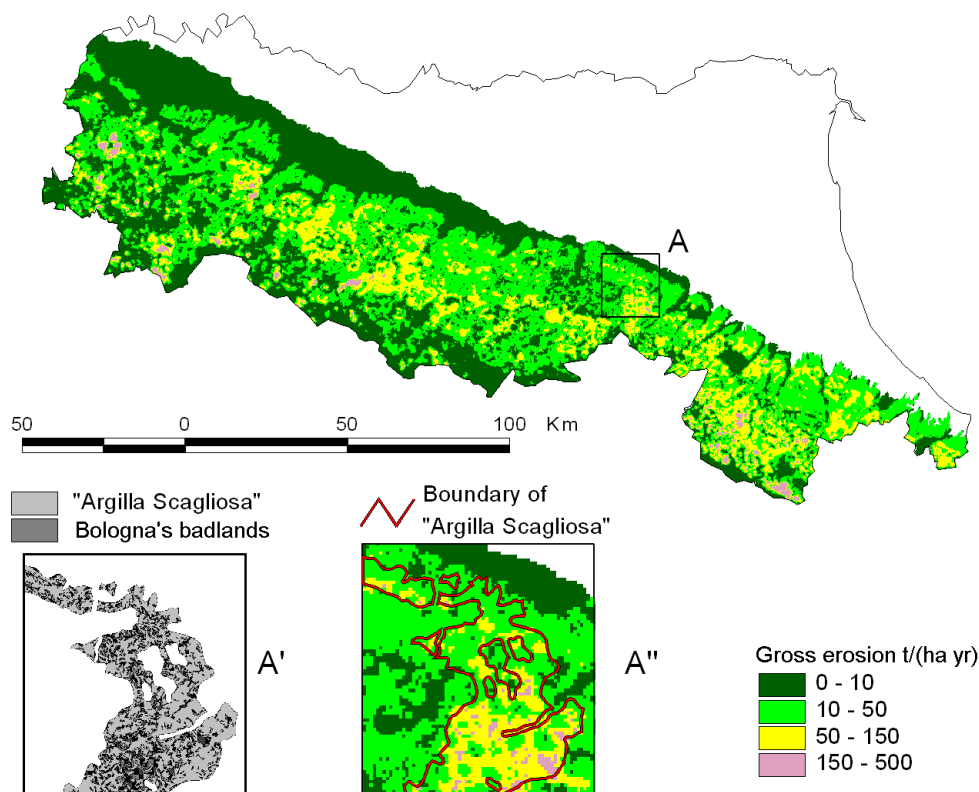 A
50 0 50 100 Km
"Argilla Scagliosa"
Bologna's badlands
Boundary of
"Argilla Scagliosa"
A'
A"
Gross erosion t/(ha yr)
0 - 10
10 - 50
50 - 150
150 - 500